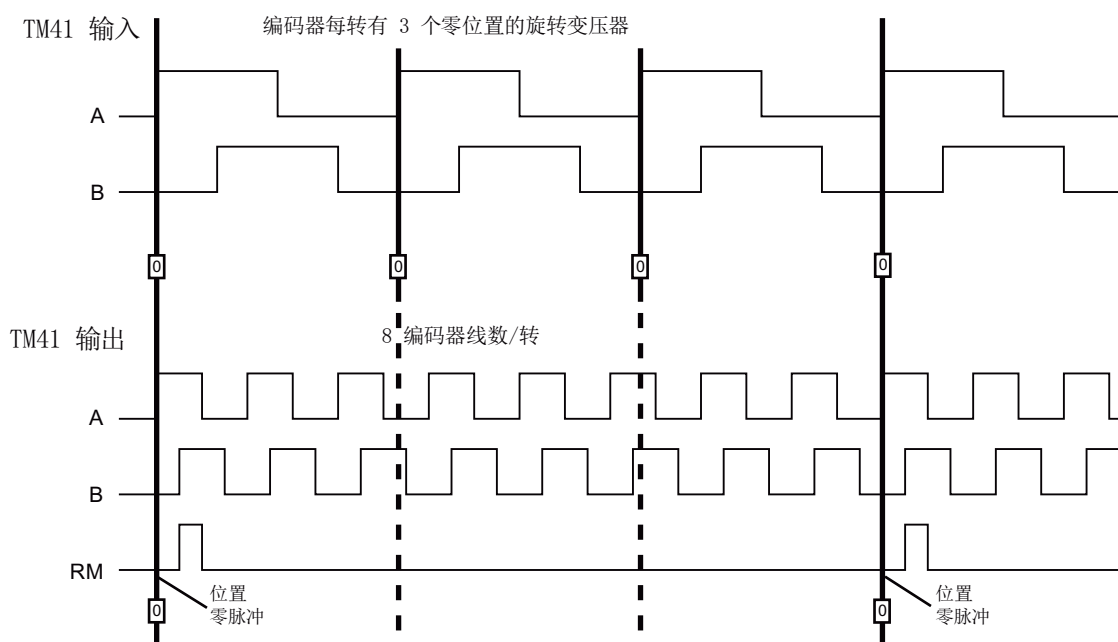 TM41 输入
编码器每转有 3 个零位置的旋转变压器
A
B
0 0 0 0
TM41 输出
8 编码器线数/转
A
B
RM
位置
零脉冲
位置
零脉冲
0 0